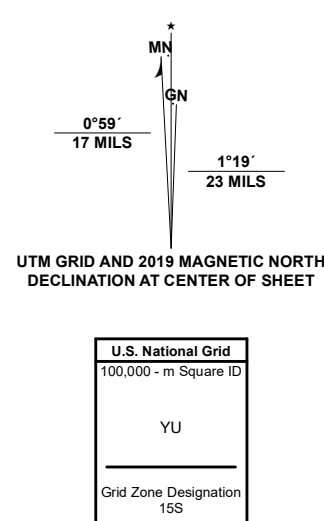 MN
GN
0°59´
17 MILS
1°19´
23 MILS
UTM GRID AND 2019 MAGNETIC NORTH
DECLINATION AT CENTER OF SHEET
U.S. National Grid
100,000 - m Square ID
YU
Grid Zone Designation
15S